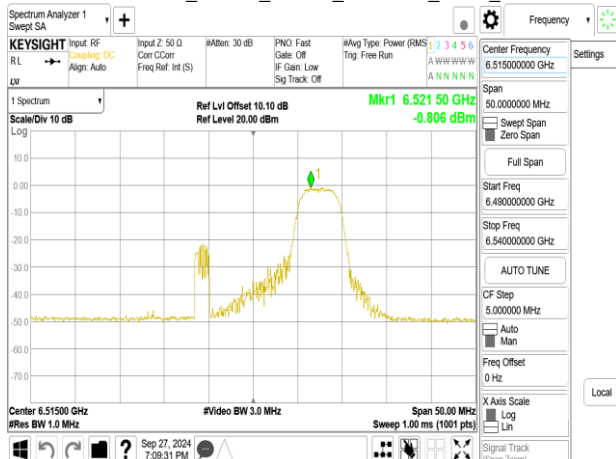 Spectrum Analyzer 1
Swept SA
+
Frequency
KEYSIGHT
RL
LXI
Input: RF
Coupling: DC
Align: Auto
Input Z: 50 Ω
Corr CCorr
Freq Ref: Int (S)
#Atten: 30 dB
PNO: Fast
Gate: Off
IF Gain: Low
Sig Track: Off
#Avg Type: Power (RMS
Trig: Free Run
1 2 3 4 5 6
A W W W W W
A N N N N N
1 Spectrum
Scale/Div 10 dB
Log
Ref Lvl Offset 10.10 dB
Ref Level 20.00 dBm
Mkr1 6.521 50 GHz
-0.806 dBm
1
10.0
0.00
-10.0
-20.0
-30.0
-40.0
-50.0
-60.0
-70.0
Center 6.51500 GHz
#Res BW 1.0 MHz
#Video BW 3.0 MHz
Span 50.00 MHz
Sweep 1.00 ms (1001 pts)
?
Sep 27, 2024
7:09:31 PM
Center Frequency
6.515000000 GHz
Settings
Span
50.0000000 MHz
Swept Span
Zero Span
Full Span
Start Freq
6.490000000 GHz
Stop Freq
6.540000000 GHz
AUTO TUNE
CF Step
5.000000 MHz
Auto
Man
Freq Offset
0 Hz
X Axis Scale
Log
Lin
Local
Signal Track
(Span Zoom)